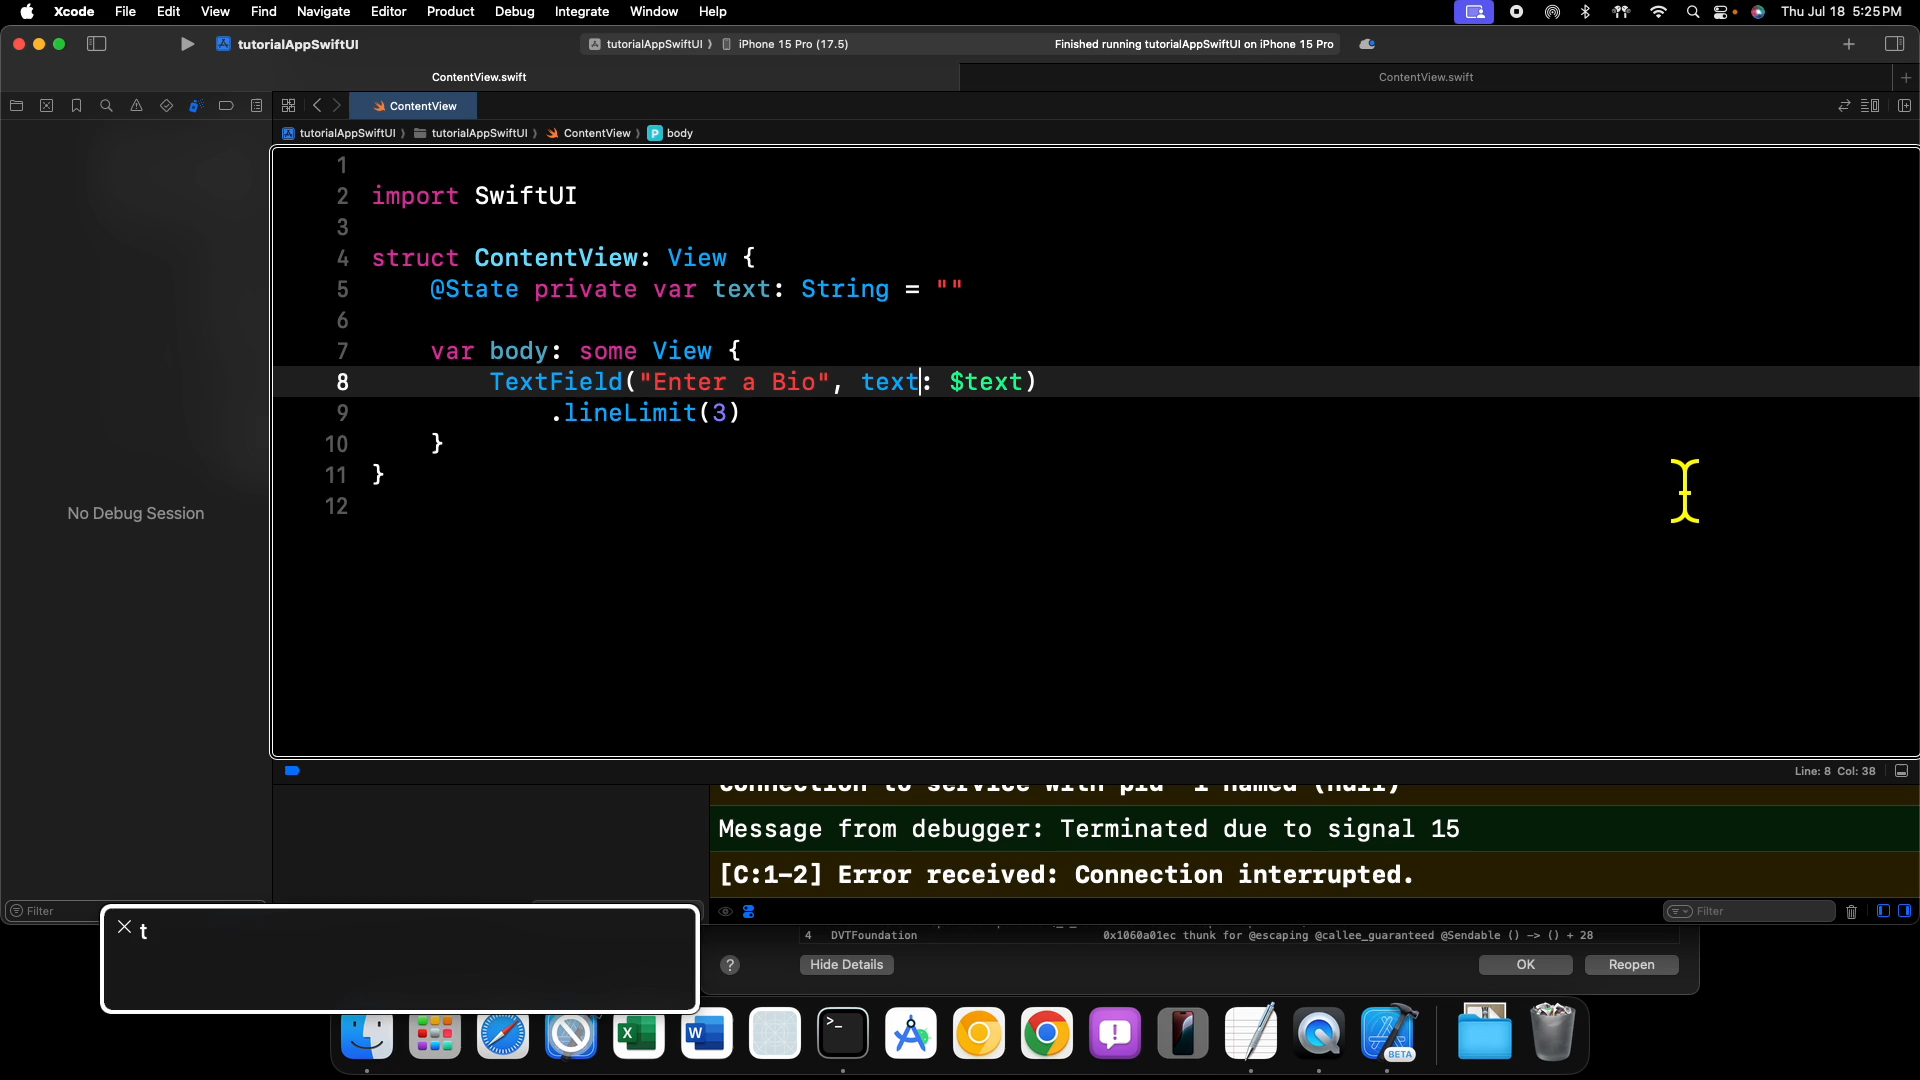 Xcode File Edit View Find Navigate Editor Product Debug Integrate Window Help Thu Jul 18 5:25 PM
tutorialAppSwiftUI tutorialAppSwiftUI iPhone 15 Pro (17.5) Finished running tutorialAppSwiftUI on iPhone 15 Pro
ContentView.swift ContentView.swift
ContentView
tutorialAppSwiftUI tutorialAppSwiftUI ContentView P body
1
2 import SwiftUI
3
4 struct ContentView: View {
5 @State private var text: String = ""
6
7 var body: some View {
8 TextField("Enter a Bio", text: $text)
9 .lineLimit(3)
10 }
11 }
12
No Debug Session
Line: 8 Col: 38
Connection to service with pid
Message from debugger: Terminated due to signal 15
[C:1-2] Error received: Connection interrupted.
Filter Filter
t
4 DVTFoundation 0x1060a01ec thunk for @escaping @callee_guaranteed @Sendable () -> () + 28
? Hide Details OK Reopen
X W >_ BETA